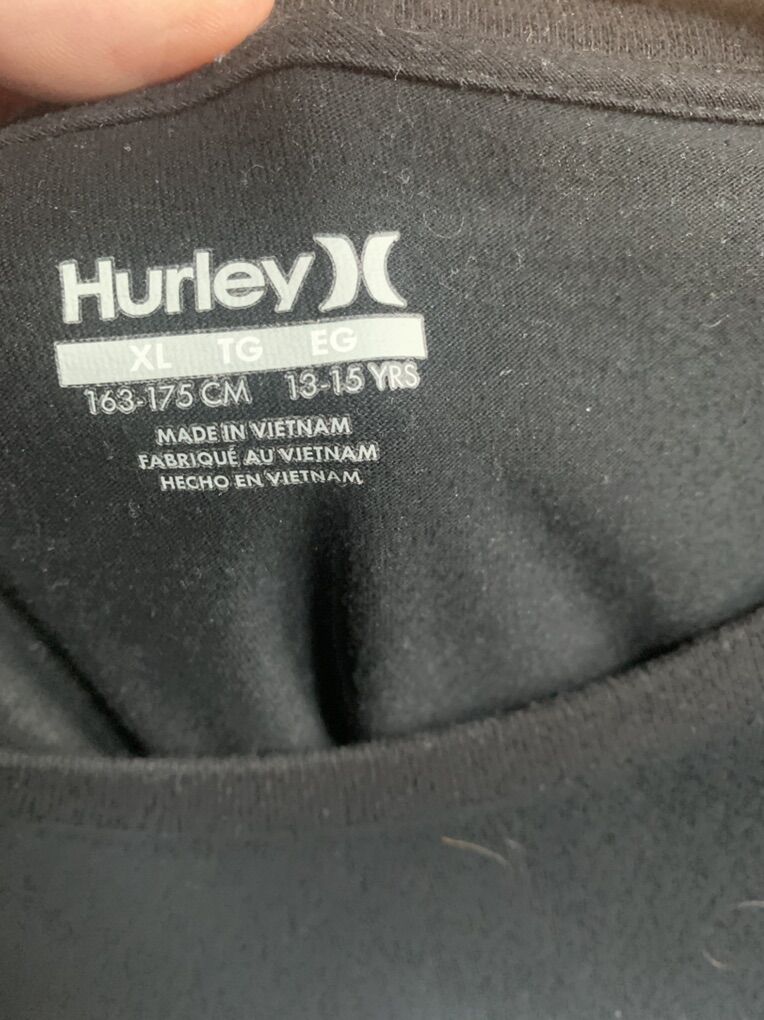 Hurley
XL TG EG
163-175 CM 13-15 YRS
MADE IN VIETNAM
FABRIQUÉ AU VIETNAM
HECHO EN VIETNAM